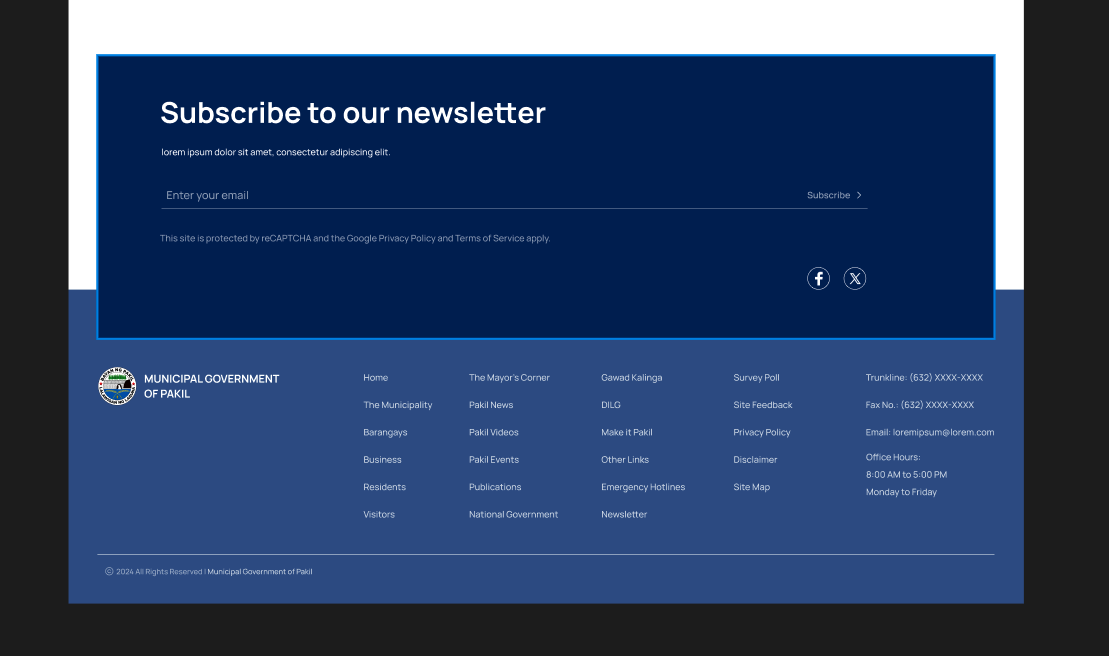 Subscribe to our newsletter
lorem ipsum dolor sit amet, consectetur adipiscing elit.
Enter your email
Subscribe
This site is protected by reCAPTCHA and the Google Privacy Policy and Terms of Service apply.
MUNICIPAL GOVERNMENT
OF PAKIL
Home
The Municipality
Barangays
Business
Residents
Visitors
The Mayor's Corner
Pakil News
Pakil Videos
Pakil Events
Publications
National Government
Gawad Kalinga
DILG
Make it Pakil
Other Links
Emergency Hotlines
Newsletter
Survey Poll
Site Feedback
Privacy Policy
Disclaimer
Site Map
Trunkline: (632) XXXX-XXXX
Fax No.: (632) XXXX-XXXX
Email: loremipsum@lorem.com
Office Hours:
8:00 AM to 5:00 PM
Monday to Friday
© 2024 All Rights Reserved | Municipal Government of Pakil